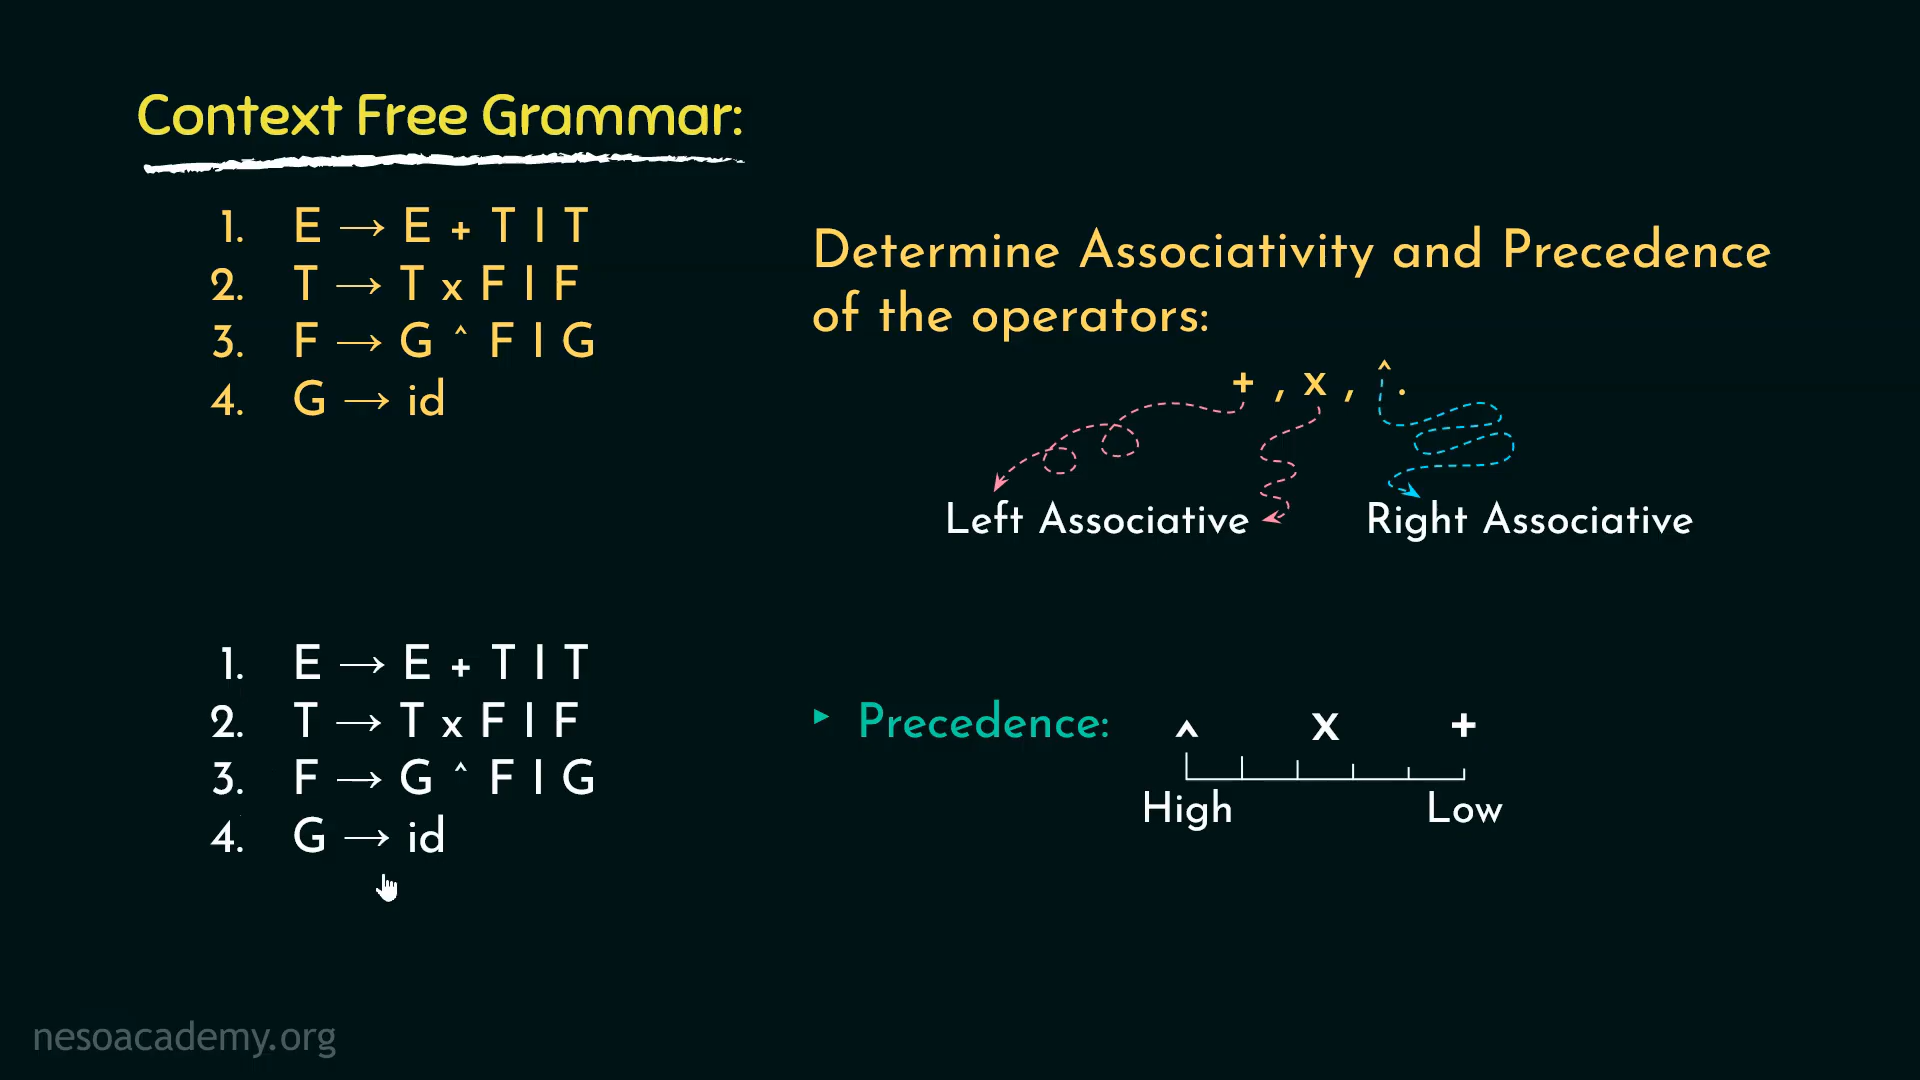 Context Free Grammar:
1. E → E + T | T
2. T → T x F | F
3. F → G ^ F | G
4. G → id
Determine Associativity and Precedence
of the operators:
+ , x , ^ .
Left Associative
Right Associative
1. E → E + T | T
2. T → T x F | F
3. F → G ^ F | G
4. G → id
▸ Precedence:
^ x +
High Low
nesoacademy.org